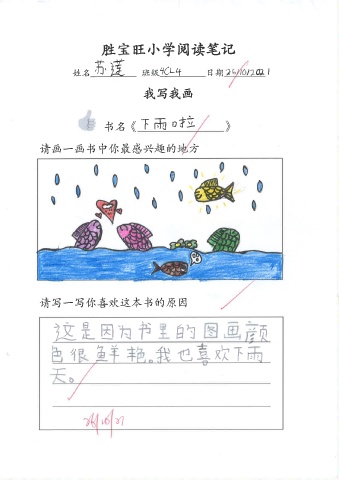 胜宝旺小学阅读笔记
姓名 苏莲 班级 4CL4 日期 25/10/2021
我写我画
书名《下雨啦》
请画一画书中你最感兴趣的地方
请写一写你喜欢这本书的原因
这是因为书里的图画颜
色很鲜艳。我也喜欢下雨
天。
26/10/21